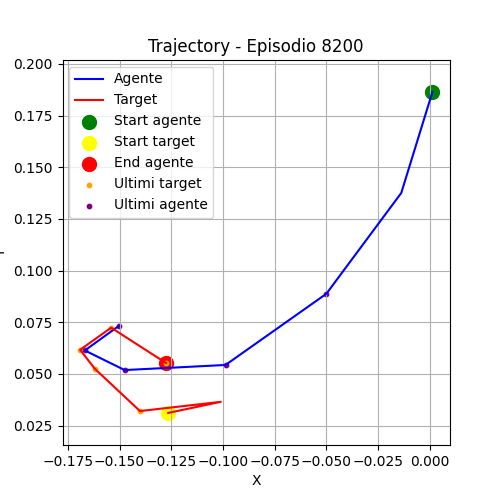 Trajectory - Episodio 8200
Agente
Target
Start agente
Start target
End agente
Ultimi target
Ultimi agente
0.200
0.175
0.150
0.125
0.100
0.075
0.050
0.025
−0.175 −0.150 −0.125 −0.100 −0.075 −0.050 −0.025 0.000
X